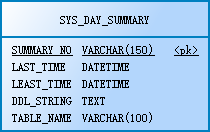 SYS_DAY_SUMMARY
SUMMARY_NO VARCHAR(150) <pk>
LAST_TIME DATETIME
LEAST_TIME DATETIME
DDL_STRING TEXT
TABLE_NAME VARCHAR(100)